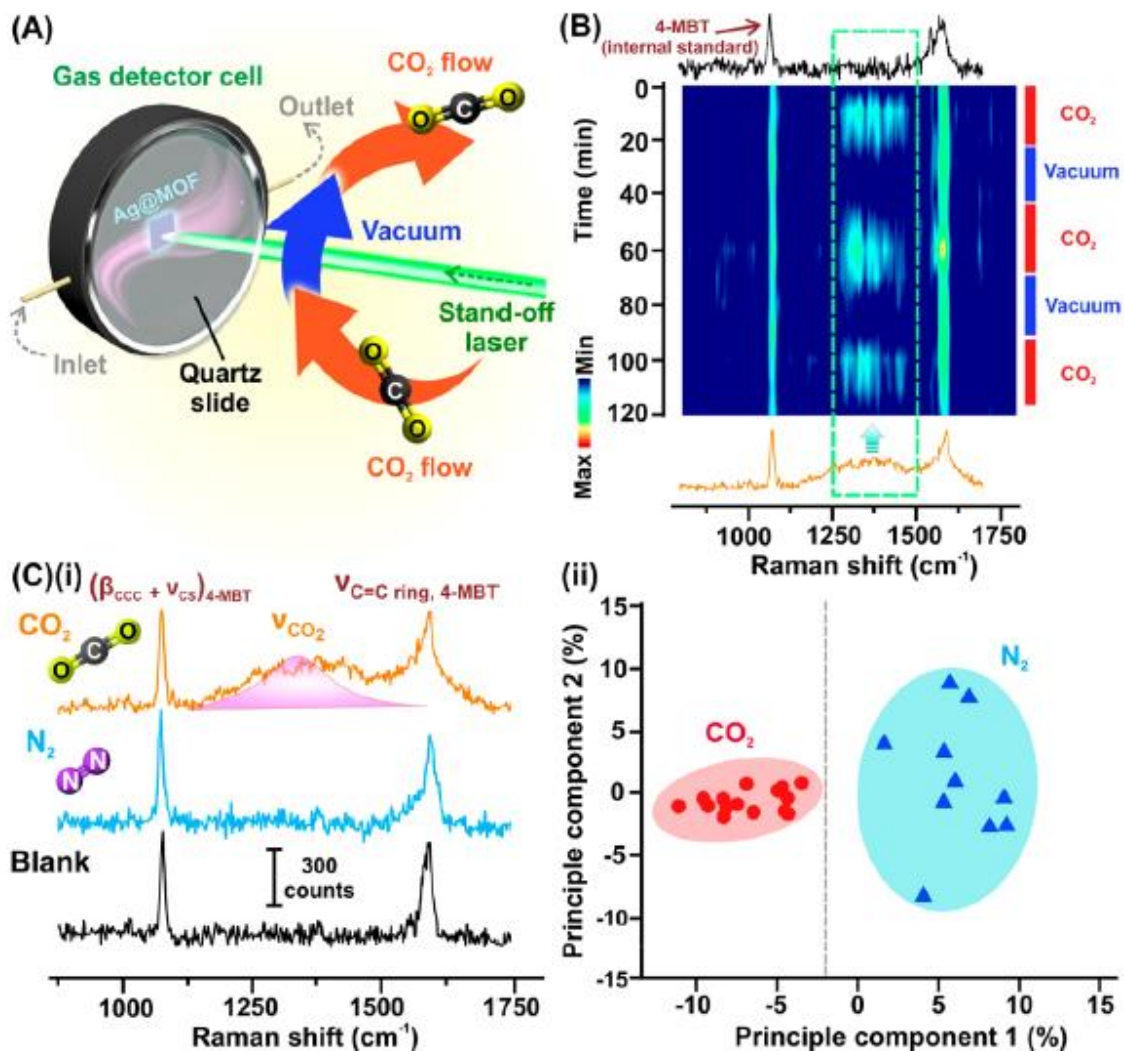 (A)
Gas detector cell
Outlet
CO₂ flow
O C O
Ag@MOF
Vacuum
Stand-off
laser
Inlet
Quartz
slide
O
C
O
CO₂ flow
(B)
4-MBT
(internal standard)
Time (min)
0
20
40
60
80
100
120
CO₂
Vacuum
CO₂
Vacuum
CO₂
Max
Min
1000 1250 1500 1750
Raman shift (cm⁻¹)
(C)(i)
(βCCC + νCS)4-MBT
νC=C ring, 4-MBT
CO₂
νCO₂
O C O
N₂
N N
Blank
300
counts
1000 1250 1500 1750
Raman shift (cm⁻¹)
(ii)
Principle component 2 (%)
15
10
5
0
-5
-10
-15
CO₂
N₂
-10 -5 0 5 10 15
Principle component 1 (%)